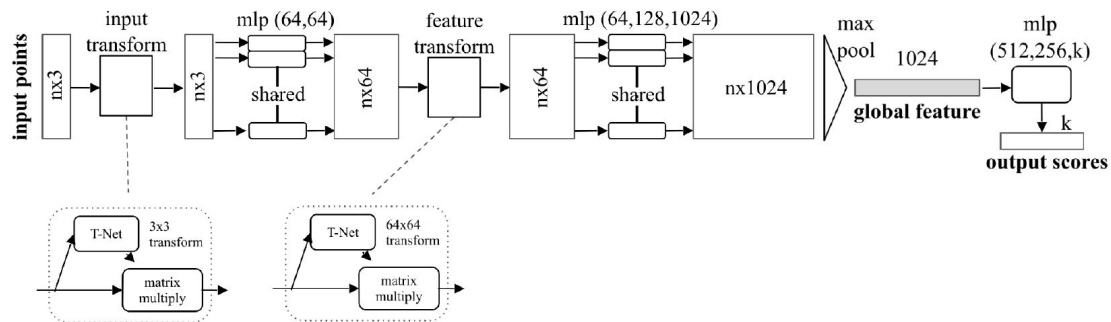 input points
nx3
input
transform
nx3
mlp (64,64)
shared
nx64
feature
transform
nx64
mlp (64,128,1024)
shared
nx1024
max
pool
1024
global feature
mlp
(512,256,k)
k
output scores
T-Net
3x3
transform
matrix
multiply
T-Net
64x64
transform
matrix
multiply